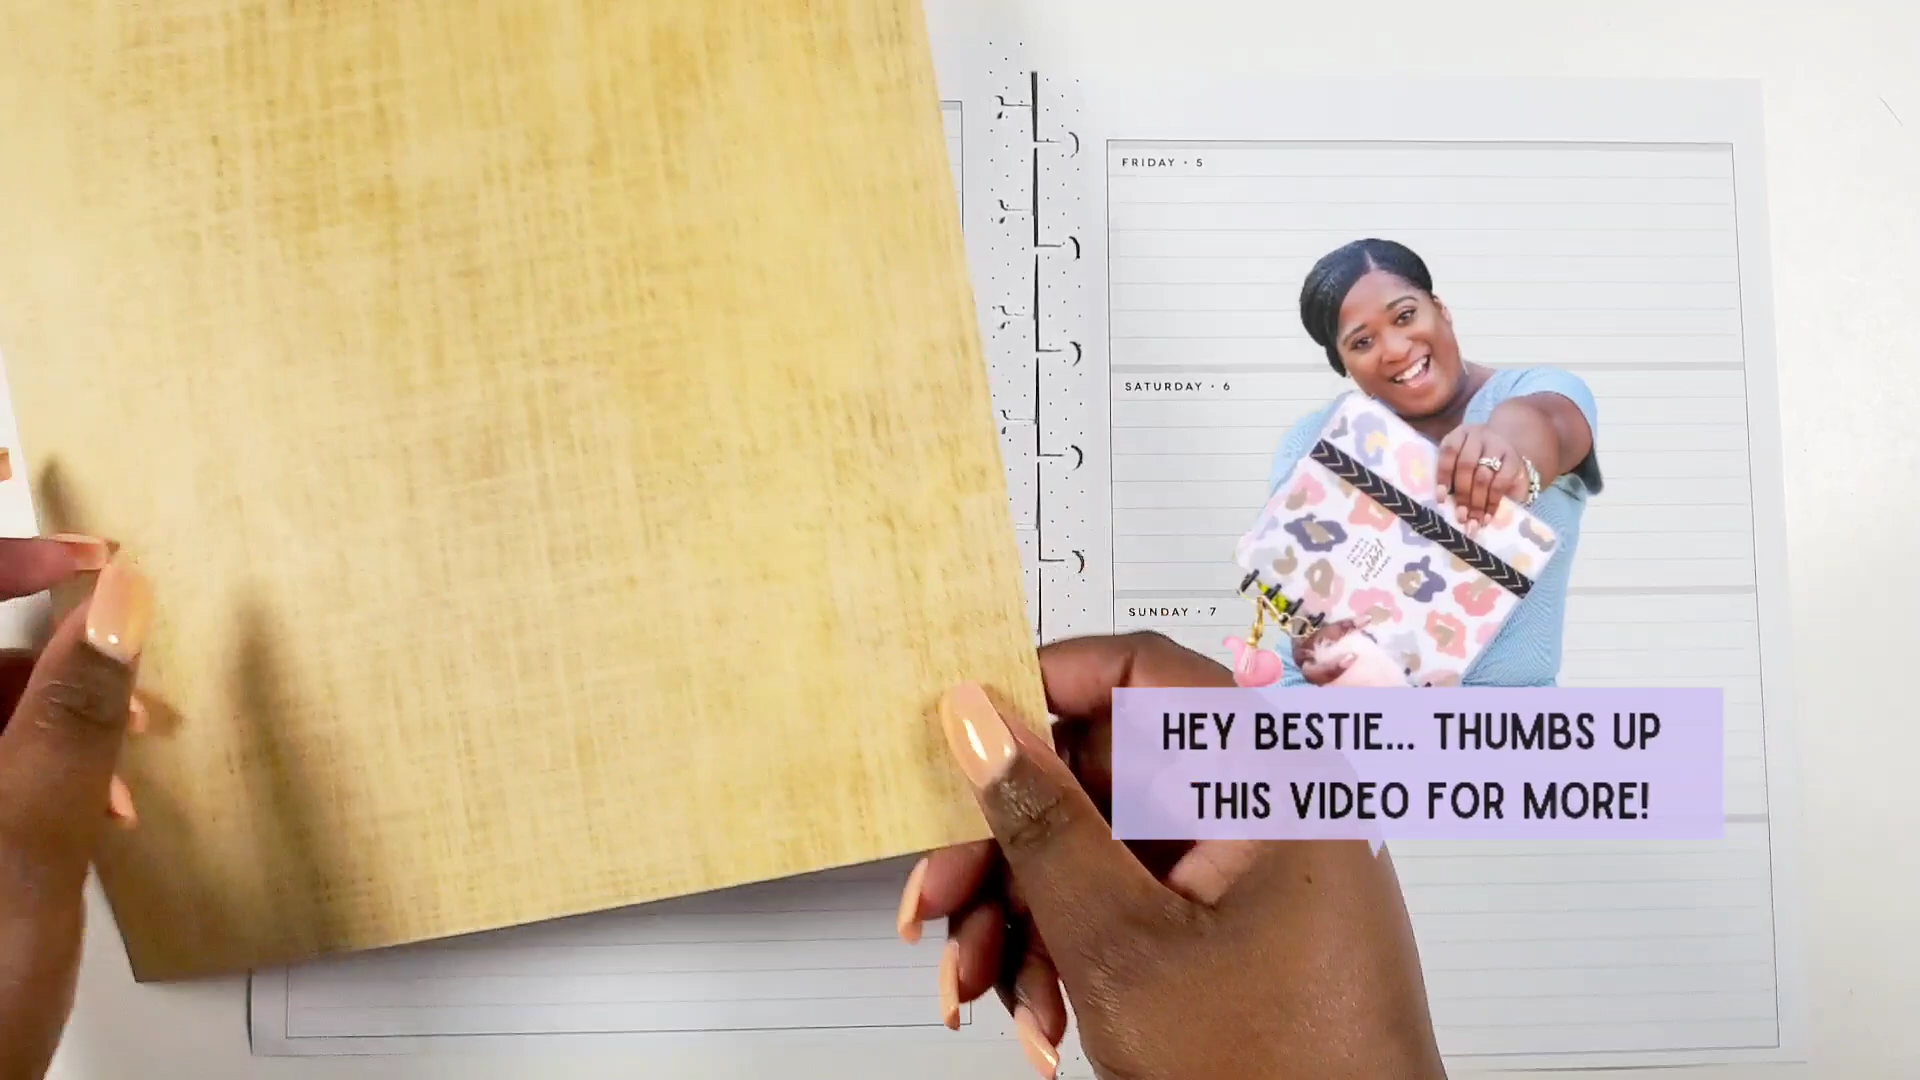 FRIDAY · 5
SATURDAY · 6
SUNDAY · 7
HEY BESTIE... THUMBS UP
THIS VIDEO FOR MORE!